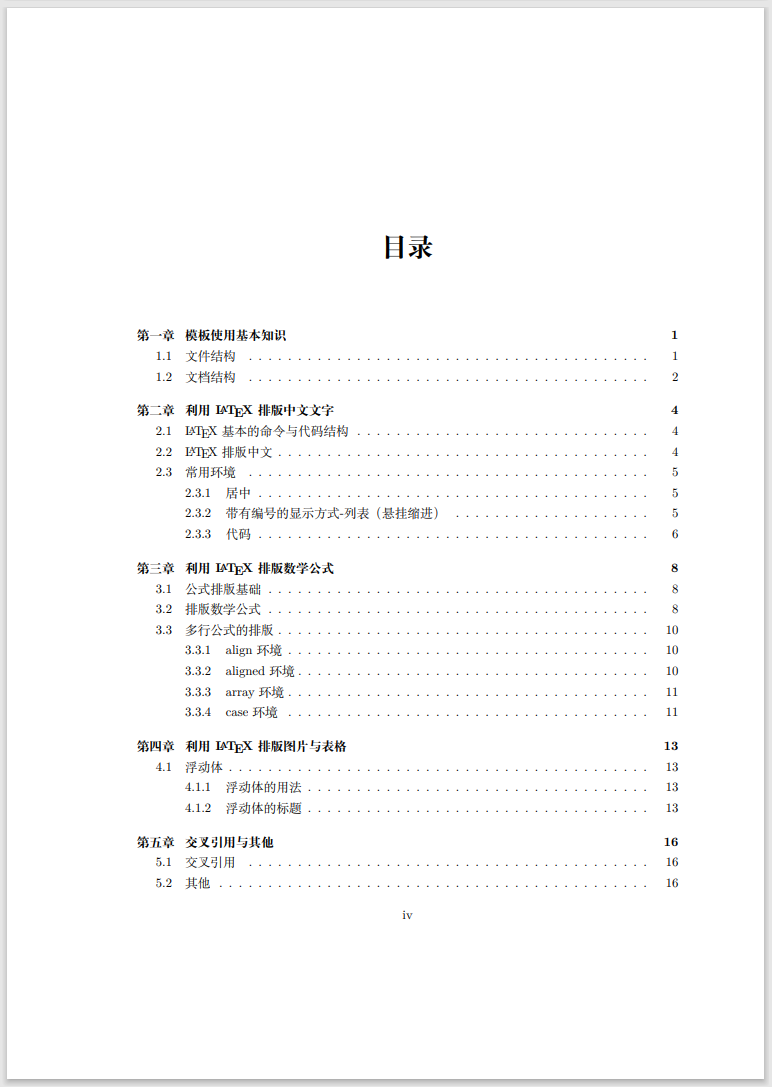 目录
第一章 模板使用基本知识 1
1.1 文件结构 . . . . . . . . . . . . . . . . . . . . 1
1.2 文档结构 . . . . . . . . . . . . . . . . . . . . 2
第二章 利用 LATEX 排版中文文字 4
2.1 LATEX 基本的命令与代码结构 . . . . . . . . . . . . . . . . . . . . 4
2.2 LATEX 排版中文 . . . . . . . . . . . . . . . . . . . . 4
2.3 常用环境 . . . . . . . . . . . . . . . . . . . . 5
2.3.1 居中 . . . . . . . . . . . . . . . . . . . . 5
2.3.2 带有编号的显示方式-列表（悬挂缩进） . . . . . . . . . . . . . . . . . . . . 5
2.3.3 代码 . . . . . . . . . . . . . . . . . . . . 6
第三章 利用 LATEX 排版数学公式 8
3.1 公式排版基础 . . . . . . . . . . . . . . . . . . . . 8
3.2 排版数学公式 . . . . . . . . . . . . . . . . . . . . 8
3.3 多行公式的排版 . . . . . . . . . . . . . . . . . . . . 10
3.3.1 align 环境 . . . . . . . . . . . . . . . . . . . . 10
3.3.2 aligned 环境 . . . . . . . . . . . . . . . . . . . . 10
3.3.3 array 环境 . . . . . . . . . . . . . . . . . . . . 11
3.3.4 case 环境 . . . . . . . . . . . . . . . . . . . . 11
第四章 利用 LATEX 排版图片与表格 13
4.1 浮动体 . . . . . . . . . . . . . . . . . . . . 13
4.1.1 浮动体的用法 . . . . . . . . . . . . . . . . . . . . 13
4.1.2 浮动体的标题 . . . . . . . . . . . . . . . . . . . . 13
第五章 交叉引用与其他 16
5.1 交叉引用 . . . . . . . . . . . . . . . . . . . . 16
5.2 其他 . . . . . . . . . . . . . . . . . . . . 16
iv